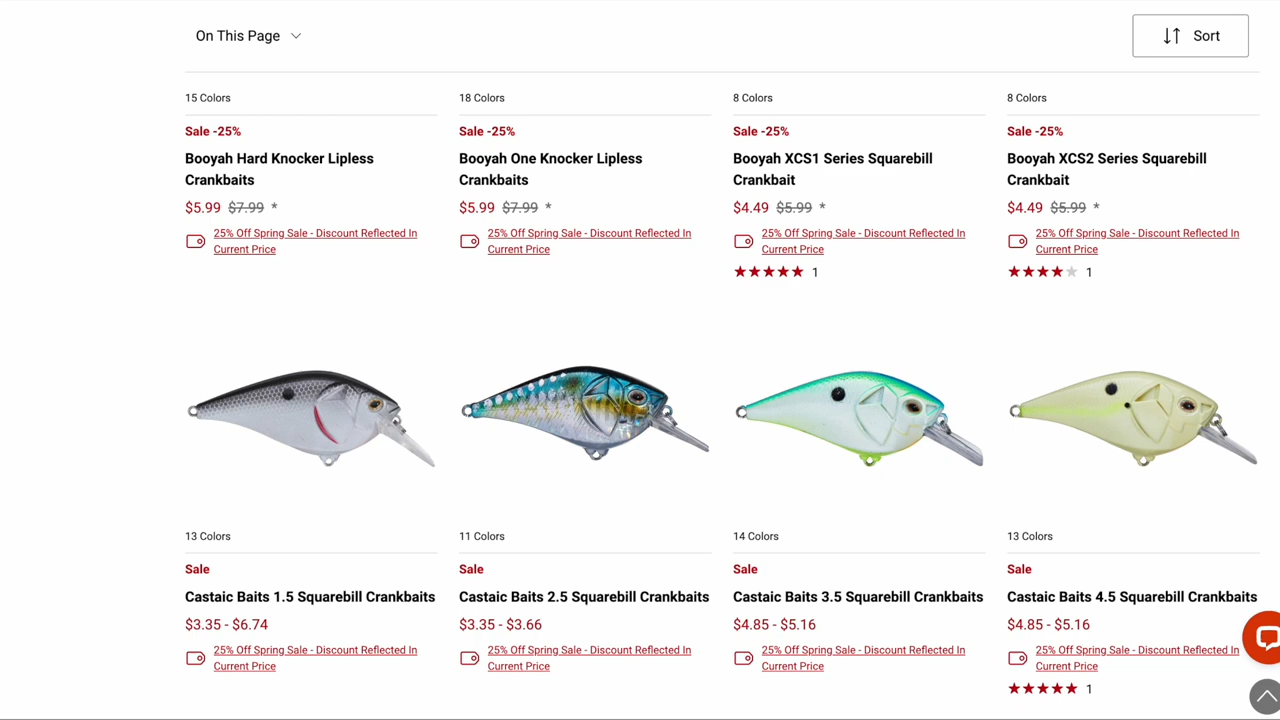 On This Page
Sort
15 Colors
18 Colors
8 Colors
8 Colors
Sale -25%
Sale -25%
Sale -25%
Sale -25%
Booyah Hard Knocker Lipless
Crankbaits
Booyah One Knocker Lipless
Crankbaits
Booyah XCS1 Series Squarebill
Crankbait
Booyah XCS2 Series Squarebill
Crankbait
$5.99 $7.99 *
$5.99 $7.99 *
$4.49 $5.99 *
$4.49 $5.99 *
25% Off Spring Sale - Discount Reflected In
Current Price
25% Off Spring Sale - Discount Reflected In
Current Price
25% Off Spring Sale - Discount Reflected In
Current Price
25% Off Spring Sale - Discount Reflected In
Current Price
1
1
13 Colors
11 Colors
14 Colors
13 Colors
Sale
Sale
Sale
Sale
Castaic Baits 1.5 Squarebill Crankbaits
Castaic Baits 2.5 Squarebill Crankbaits
Castaic Baits 3.5 Squarebill Crankbaits
Castaic Baits 4.5 Squarebill Crankbaits
$3.35 - $6.74
$3.35 - $3.66
$4.85 - $5.16
$4.85 - $5.16
25% Off Spring Sale - Discount Reflected In
Current Price
25% Off Spring Sale - Discount Reflected In
Current Price
25% Off Spring Sale - Discount Reflected In
Current Price
25% Off Spring Sale - Discount Reflected In
Current Price
1